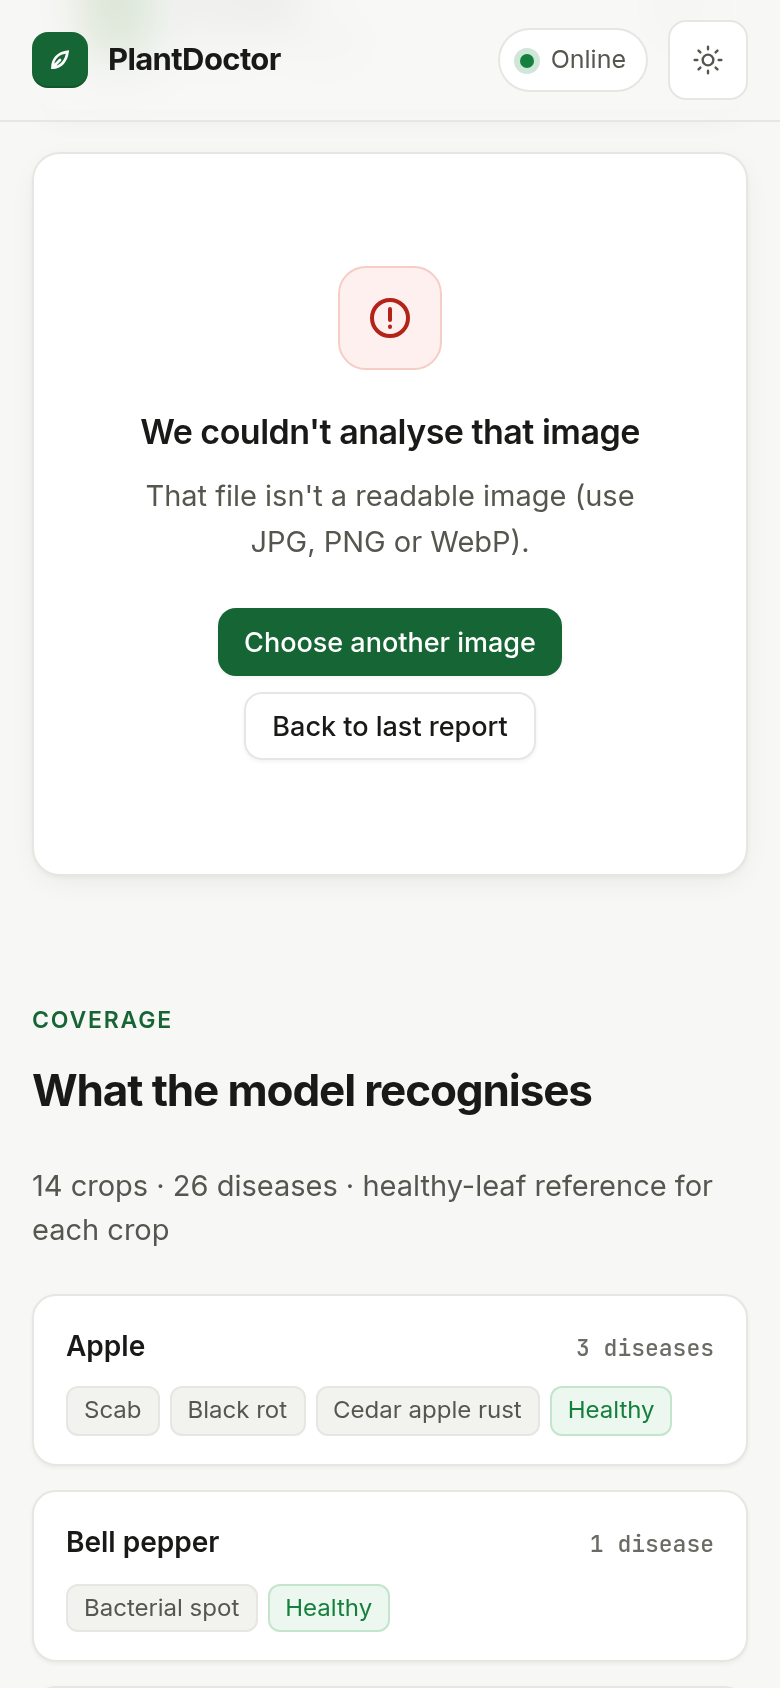 PlantDoctor
Online
We couldn't analyse that image
That file isn't a readable image (use
JPG, PNG or WebP).
Choose another image
Back to last report
COVERAGE
What the model recognises
14 crops · 26 diseases · healthy-leaf reference for
each crop
Apple
3 diseases
Scab
Black rot
Cedar apple rust
Healthy
Bell pepper
1 disease
Bacterial spot
Healthy